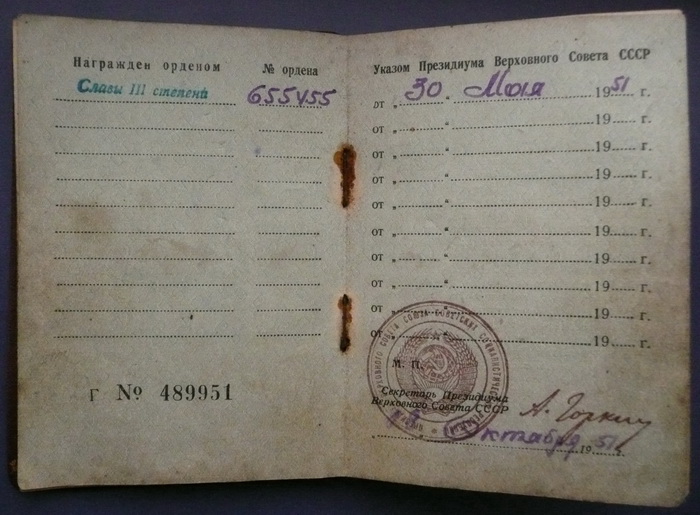 Награжден орденом № ордена
Славы III степени 655455
Г № 489951
Указом Президиума Верховного Совета СССР
от „ 30 “ Мая 1951 г.
от „ “ 19 г.
от „ “ 19 г.
от „ “ 19 г.
от „ “ 19 г.
от „ “ 19 г.
от „ “ 19 г.
от „ “ 19 г.
от „ “ 19 г.
от „ “ 19 г.
М. П.
Секретарь Президиума
Верховного Совета СССР
А. Горкин
октября 1951 г.